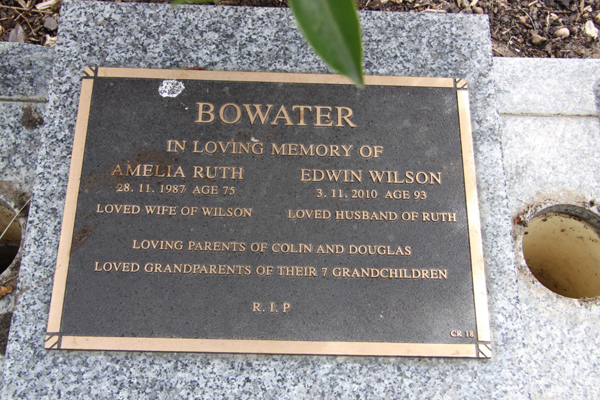 BOWATER
IN LOVING MEMORY OF
AMELIA RUTH EDWIN WILSON
28. 11. 1987 AGE 75 3. 11. 2010 AGE 93
LOVED WIFE OF WILSON LOVED HUSBAND OF RUTH
LOVING PARENTS OF COLIN AND DOUGLAS
LOVED GRANDPARENTS OF THEIR 7 GRANDCHILDREN
R. I. P
CR 18